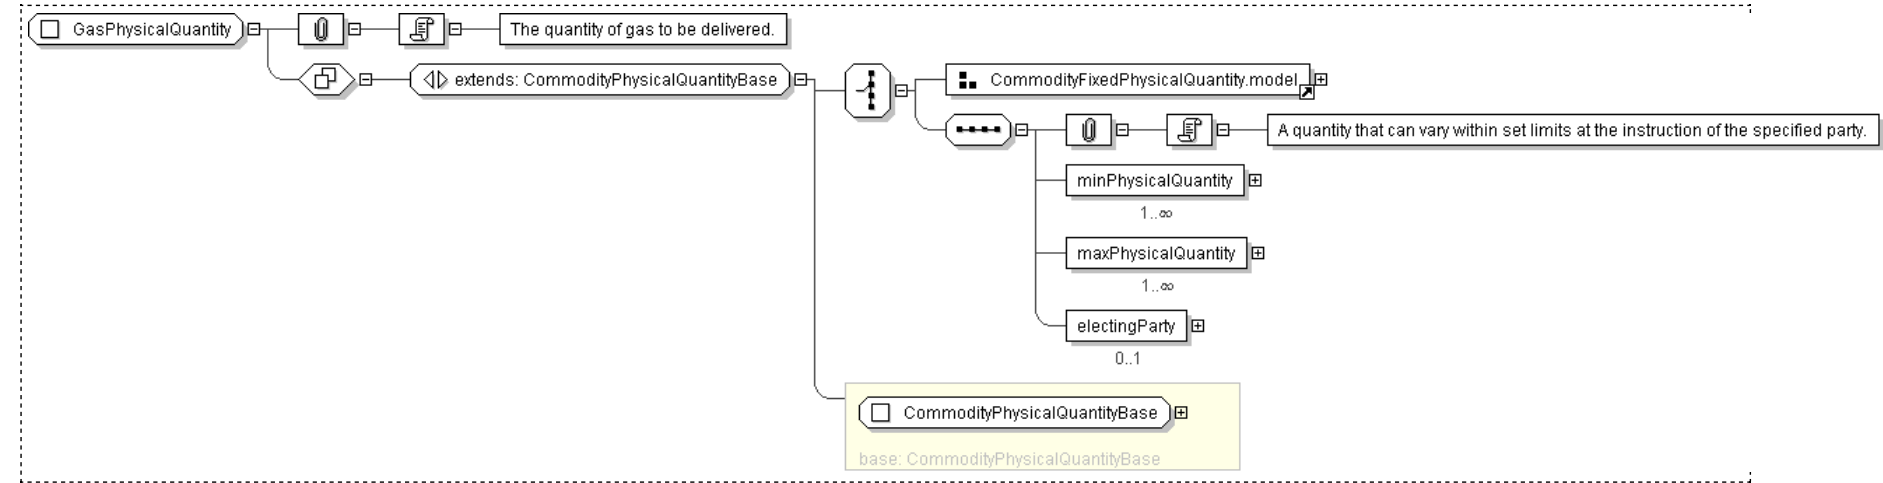 GasPhysicalQuantity
The quantity of gas to be delivered.
extends: CommodityPhysicalQuantityBase
CommodityFixedPhysicalQuantity.model
A quantity that can vary within set limits at the instruction of the specified party.
minPhysicalQuantity
1..∞
maxPhysicalQuantity
1..∞
electingParty
0..1
CommodityPhysicalQuantityBase
base: CommodityPhysicalQuantityBase